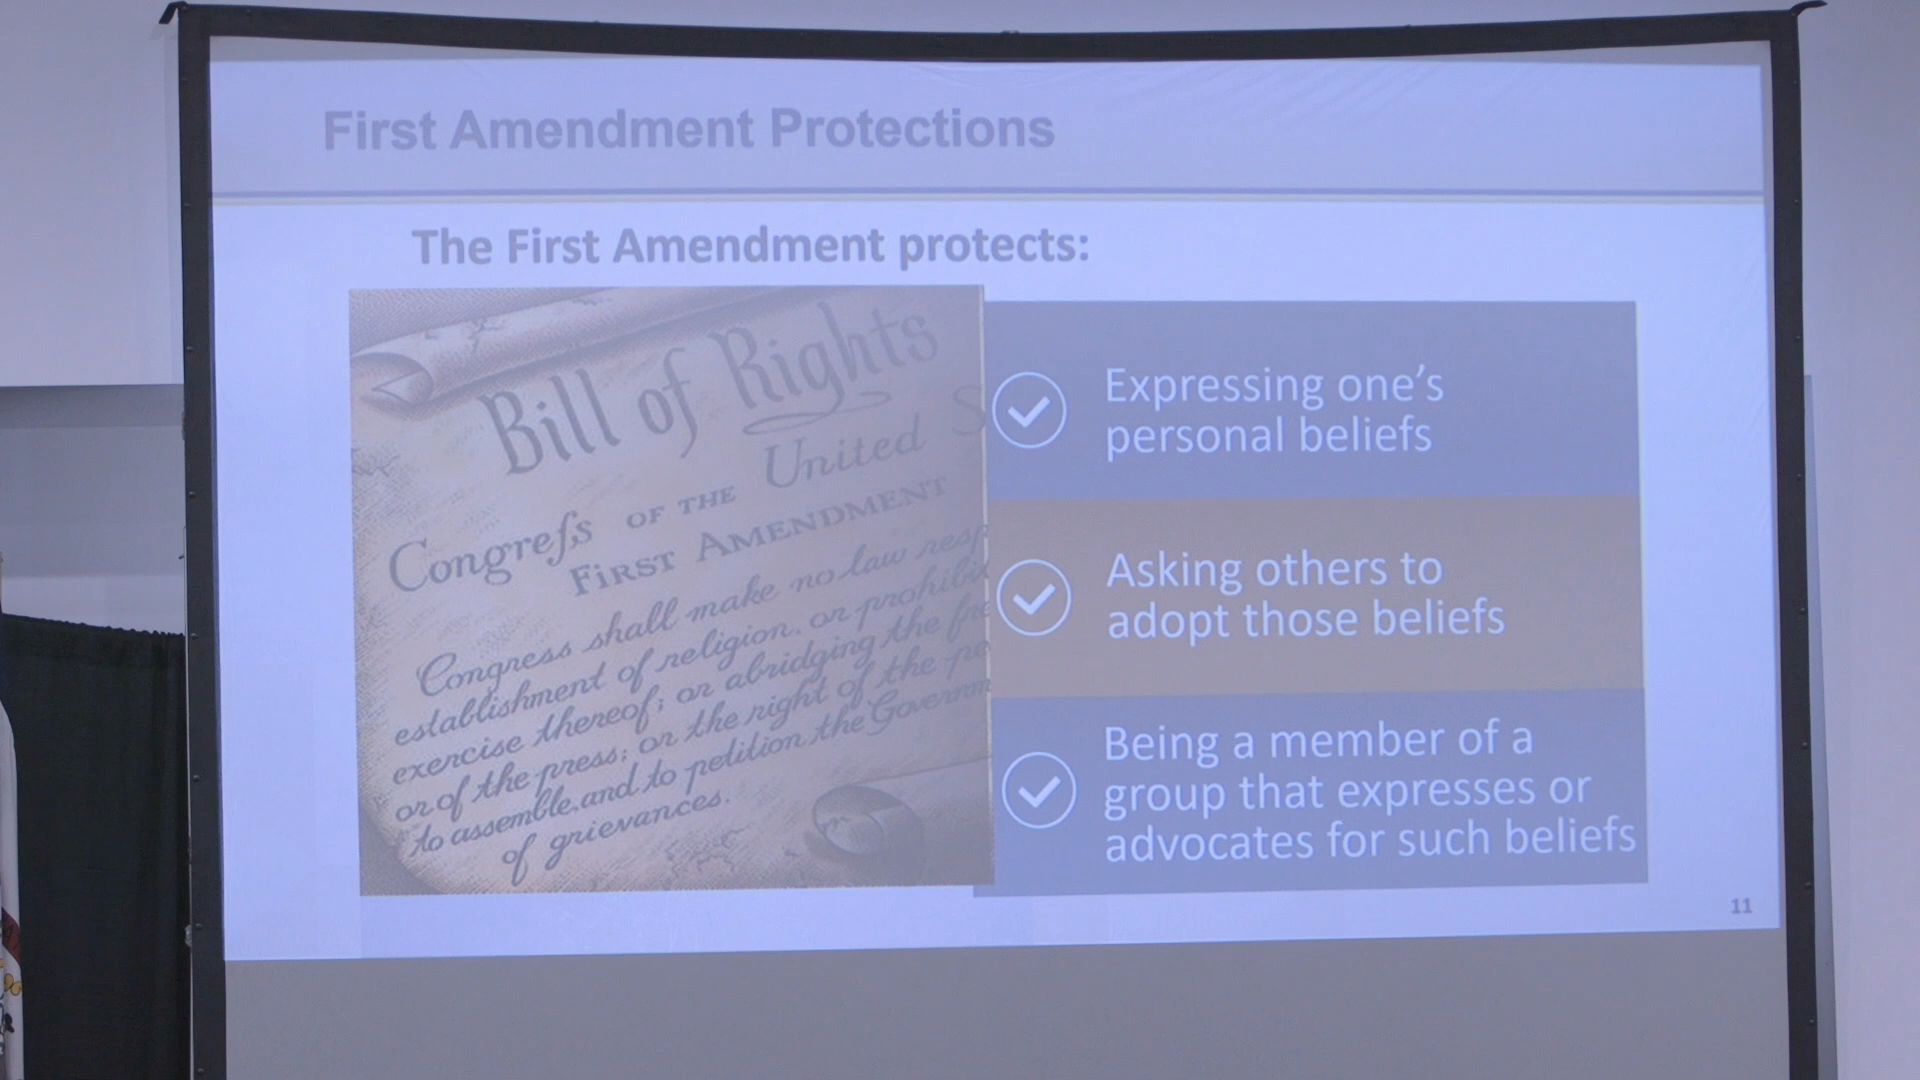 First Amendment Protections
The First Amendment protects:
Bill of Rights
Congreſs OF THE United S
FIRST AMENDMENT
Congress shall make no law resp
establishment of religion, or prohibi
exercise thereof; or abridging the fre
or of the press; or the right of the pe
to assemble, and to petition the Governm
of grievances.
Expressing one’s
personal beliefs
Asking others to
adopt those beliefs
Being a member of a
group that expresses or
advocates for such beliefs
11